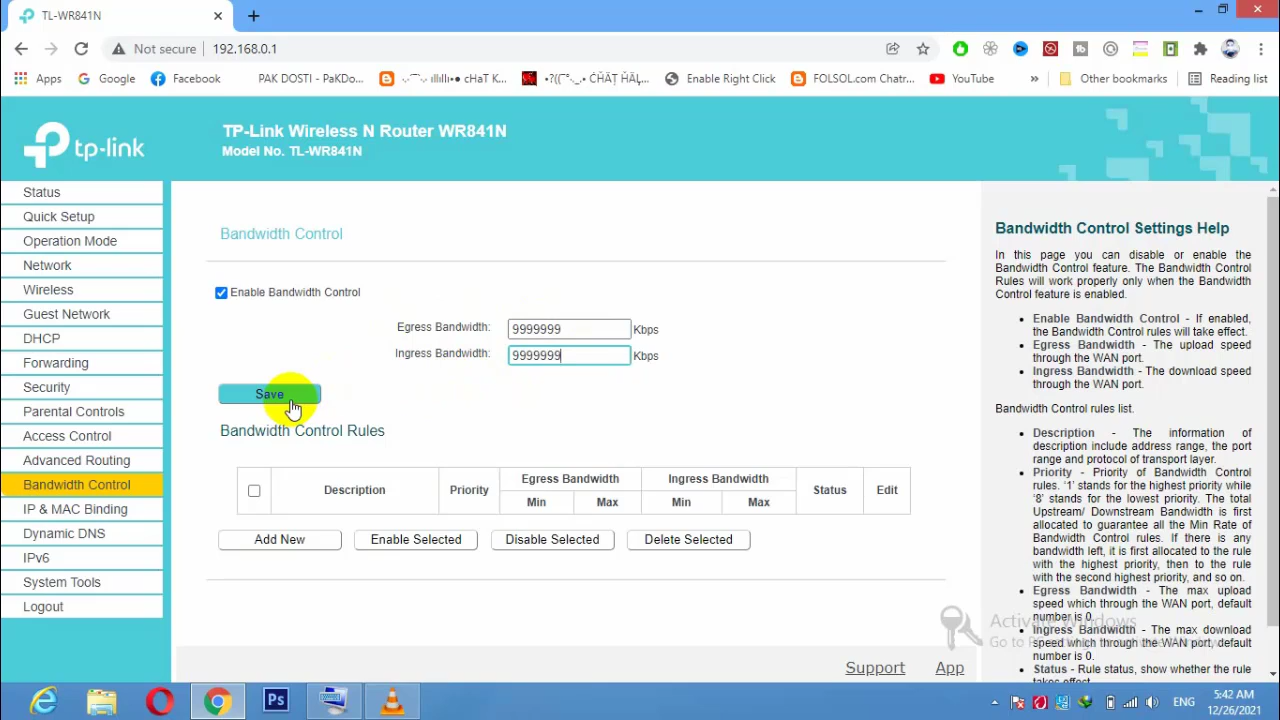 TL-WR841N
Not secure
192.168.0.1
Apps
Google
Facebook
PAK DOSTI - PaKDo...
Enable Right Click
FOLSOL.com Chatr...
YouTube
»
Other bookmarks
Reading list
tp-link
TP-Link Wireless N Router WR841N
Model No. TL-WR841N
Status
Quick Setup
Operation Mode
Network
Wireless
Guest Network
DHCP
Forwarding
Security
Parental Controls
Access Control
Advanced Routing
Bandwidth Control
IP & MAC Binding
Dynamic DNS
IPv6
System Tools
Logout
Bandwidth Control
Enable Bandwidth Control
Egress Bandwidth: 9999999 Kbps
Ingress Bandwidth: 9999999 Kbps
Save
Bandwidth Control Rules
Description Priority Egress Bandwidth Ingress Bandwidth Status Edit
Min Max Min Max
Add New Enable Selected Disable Selected Delete Selected
Support App
Bandwidth Control Settings Help
In this page you can disable or enable the
Bandwidth Control feature. The Bandwidth Control
Rules will work properly only when the Bandwidth
Control feature is enabled.
Enable Bandwidth Control - If enabled,
the Bandwidth Control rules will take effect.
Egress Bandwidth - The upload speed
through the WAN port.
Ingress Bandwidth - The download speed
through the WAN port.
Bandwidth Control rules list.
Description - The information of
description include address range, the port
range and protocol of transport layer.
Priority - Priority of Bandwidth Control
rules. '1' stands for the highest priority while
'8' stands for the lowest priority. The total
Upstream/ Downstream Bandwidth is first
allocated to guarantee all the Min Rate of
Bandwidth Control rules. If there is any
bandwidth left, it is first allocated to the rule
with the highest priority, then to the rule
with the second highest priority, and so on.
Egress Bandwidth - The max upload
speed which through the WAN port, default
number is 0.
Ingress Bandwidth - The max download
speed which through the WAN port, default
number is 0.
Status - Rule status, show whether the rule
takes effect.
Activate Windows
Go to PC settings to activate Windows.
Ps
ENG
5:42 AM
12/26/2021